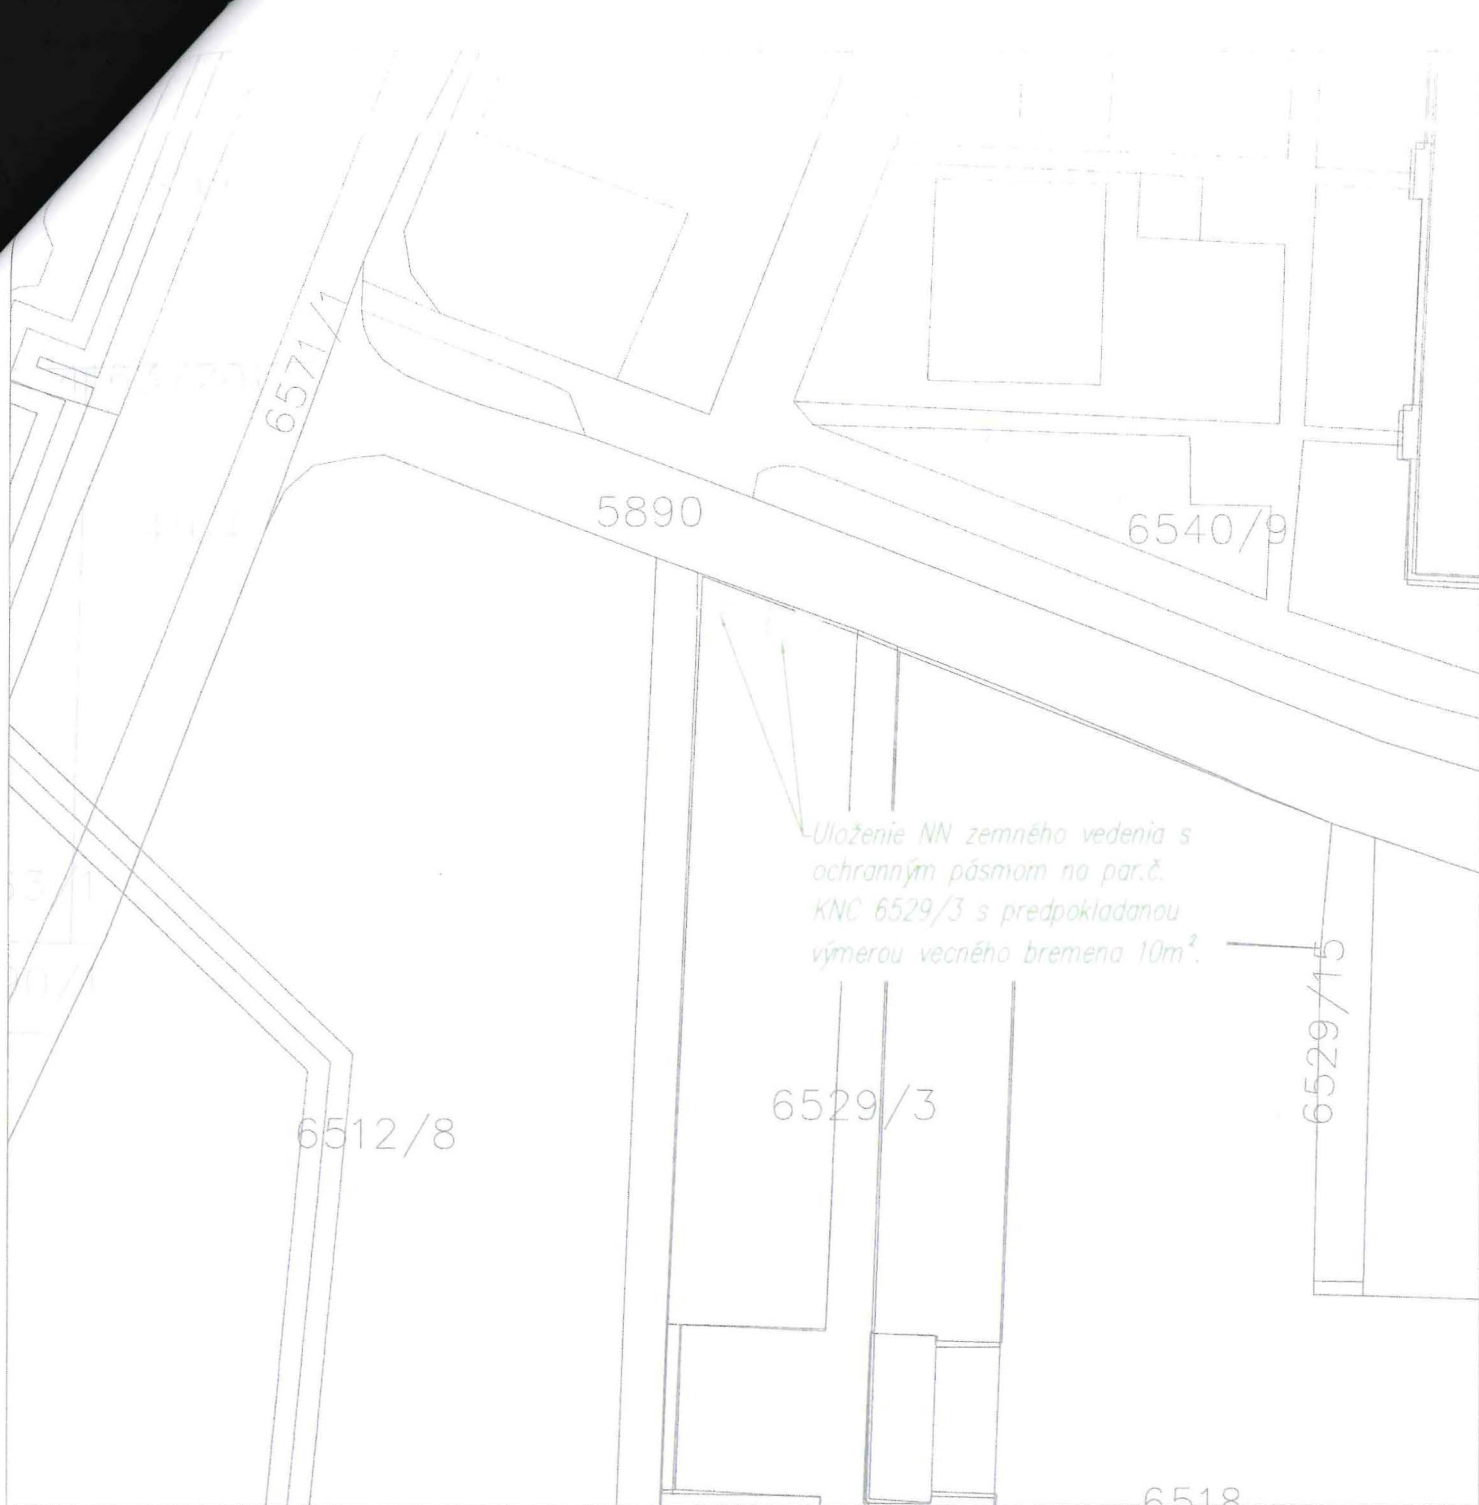 6571/1
5890
6540/9
Uloženie NN zemného vedenia s
ochranným pásmom na par.č.
KNC 6529/3 s predpokladanou
výmerou vecného bremena 10m².
6529/15
6529/3
6512/8
6518